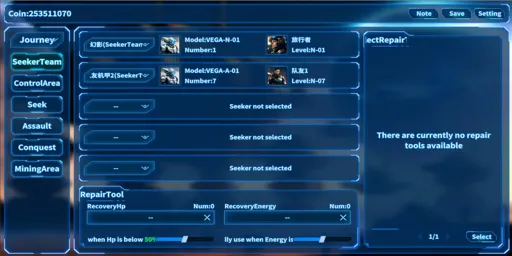 Coin:253511070
Note
Save
Setting
Journey
SeekerTeam
ControlArea
Seek
Assault
Conquest
MiningArea
幻影(SeekerTean
Model:VEGA-N-01
Number:1
旅行者
Level:N-01
灰机甲2(SeekerT
Model:VEGA-A-01
Number:7
队友1
Level:N-07
--
Seeker not selected
--
Seeker not selected
--
Seeker not selected
RepairTool
RecoveryHp
Num:0
--
when Hp is below 50%
RecoveryEnergy
Num:0
--
lly use when Energy is
ectRepair
There are currently no repair
tools available
1/1
Select